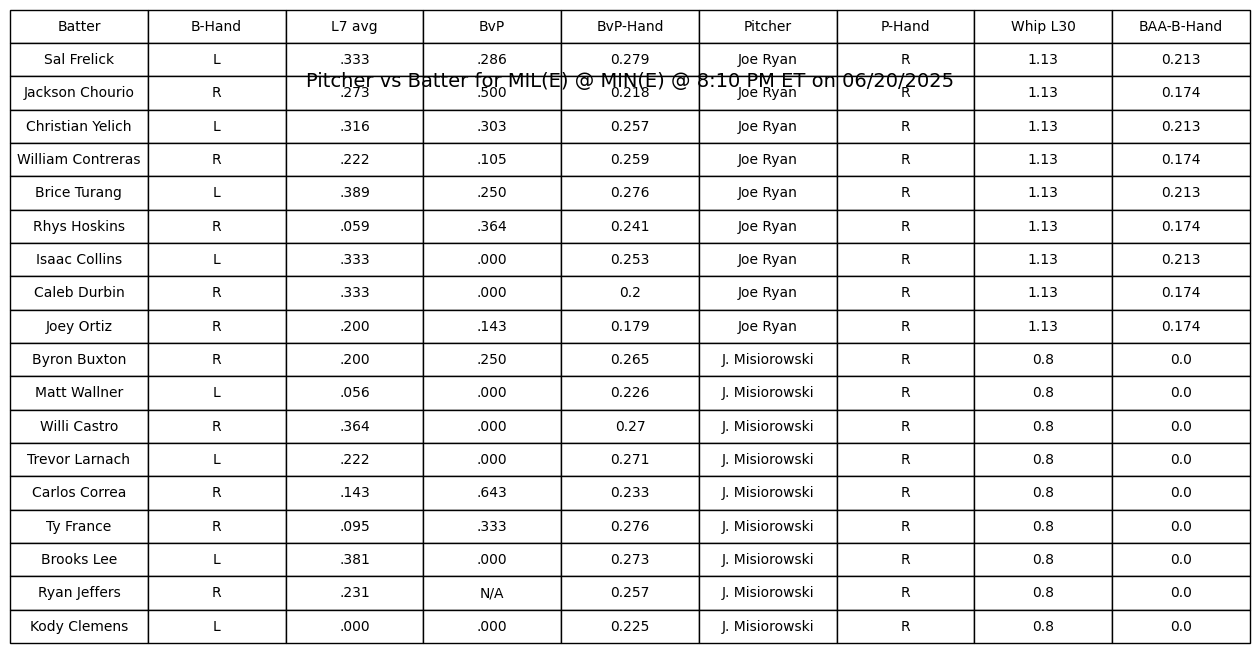 Batter B-Hand L7 avg BvP BvP-Hand Pitcher P-Hand Whip L30 BAA-B-Hand
Sal Frelick L .333 .286 0.279 Joe Ryan R 1.13 0.213
Pitcher vs Batter for MIL(E) @ MIN(E) @ 8:10 PM ET on 06/20/2025
Jackson Chourio R .273 .500 0.218 Joe Ryan R 1.13 0.174
Christian Yelich L .316 .303 0.257 Joe Ryan R 1.13 0.213
William Contreras R .222 .105 0.259 Joe Ryan R 1.13 0.174
Brice Turang L .389 .250 0.276 Joe Ryan R 1.13 0.213
Rhys Hoskins R .059 .364 0.241 Joe Ryan R 1.13 0.174
Isaac Collins L .333 .000 0.253 Joe Ryan R 1.13 0.213
Caleb Durbin R .333 .000 0.2 Joe Ryan R 1.13 0.174
Joey Ortiz R .200 .143 0.179 Joe Ryan R 1.13 0.174
Byron Buxton R .200 .250 0.265 J. Misiorowski R 0.8 0.0
Matt Wallner L .056 .000 0.226 J. Misiorowski R 0.8 0.0
Willi Castro R .364 .000 0.27 J. Misiorowski R 0.8 0.0
Trevor Larnach L .222 .000 0.271 J. Misiorowski R 0.8 0.0
Carlos Correa R .143 .643 0.233 J. Misiorowski R 0.8 0.0
Ty France R .095 .333 0.276 J. Misiorowski R 0.8 0.0
Brooks Lee L .381 .000 0.273 J. Misiorowski R 0.8 0.0
Ryan Jeffers R .231 N/A 0.257 J. Misiorowski R 0.8 0.0
Kody Clemens L .000 .000 0.225 J. Misiorowski R 0.8 0.0